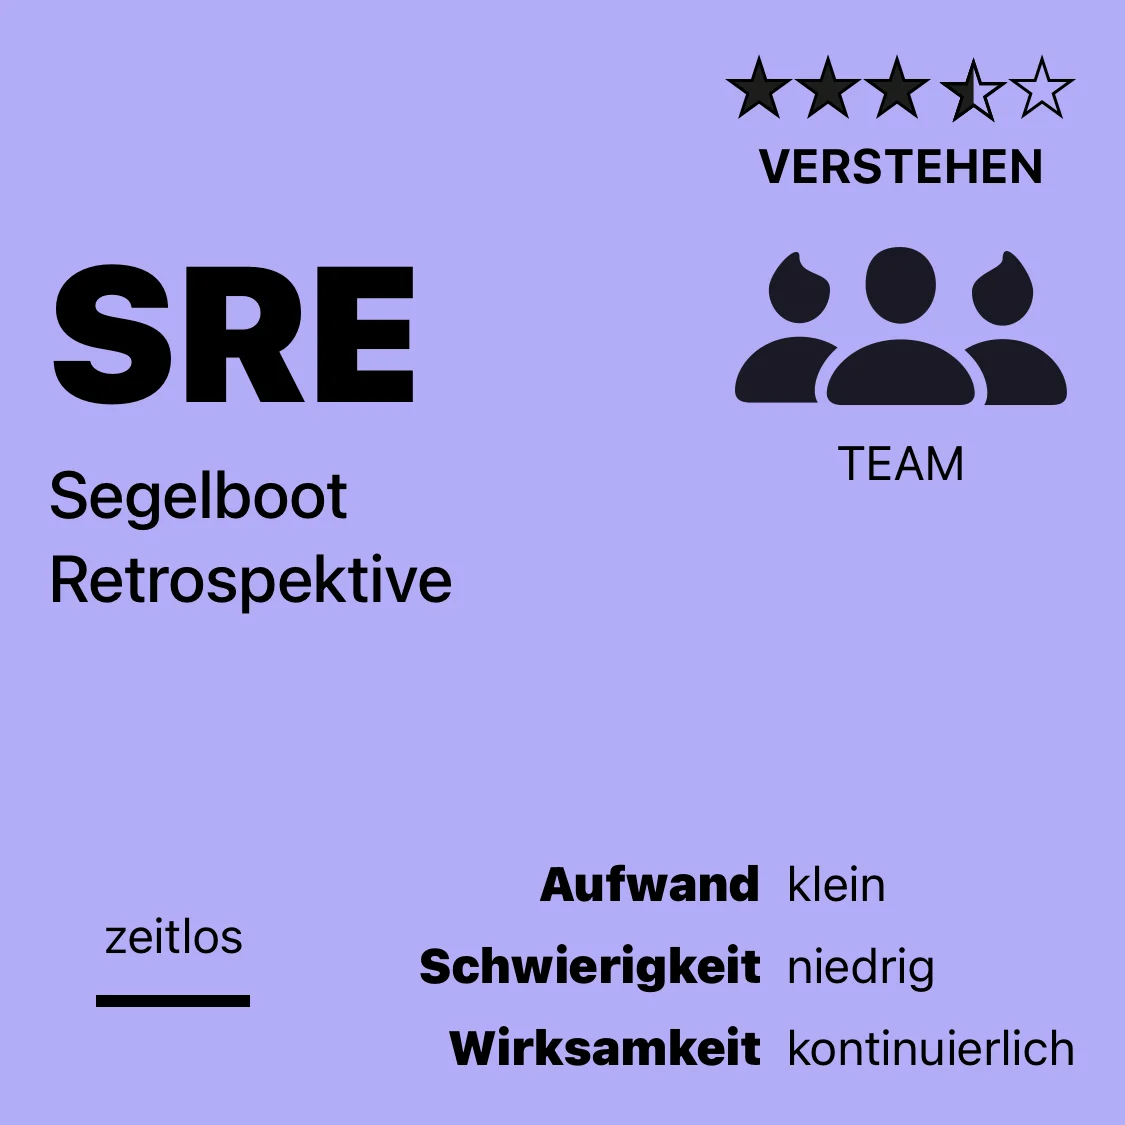 VERSTEHEN
SRE
Segelboot
Retrospektive
TEAM
zeitlos
Aufwand klein
Schwierigkeit niedrig
Wirksamkeit kontinuierlich